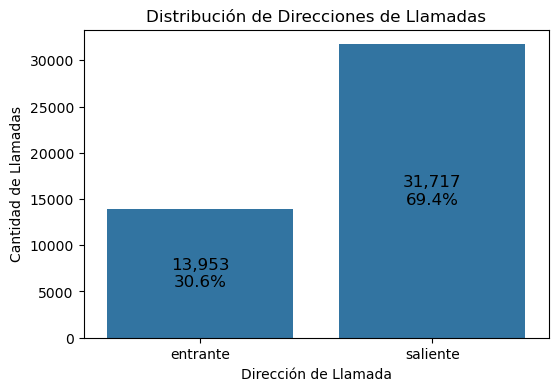 Distribución de Direcciones de Llamadas
Cantidad de Llamadas
30000
25000
20000
15000
10000
5000
0
31,717
69.4%
13,953
30.6%
entrante
saliente
Dirección de Llamada